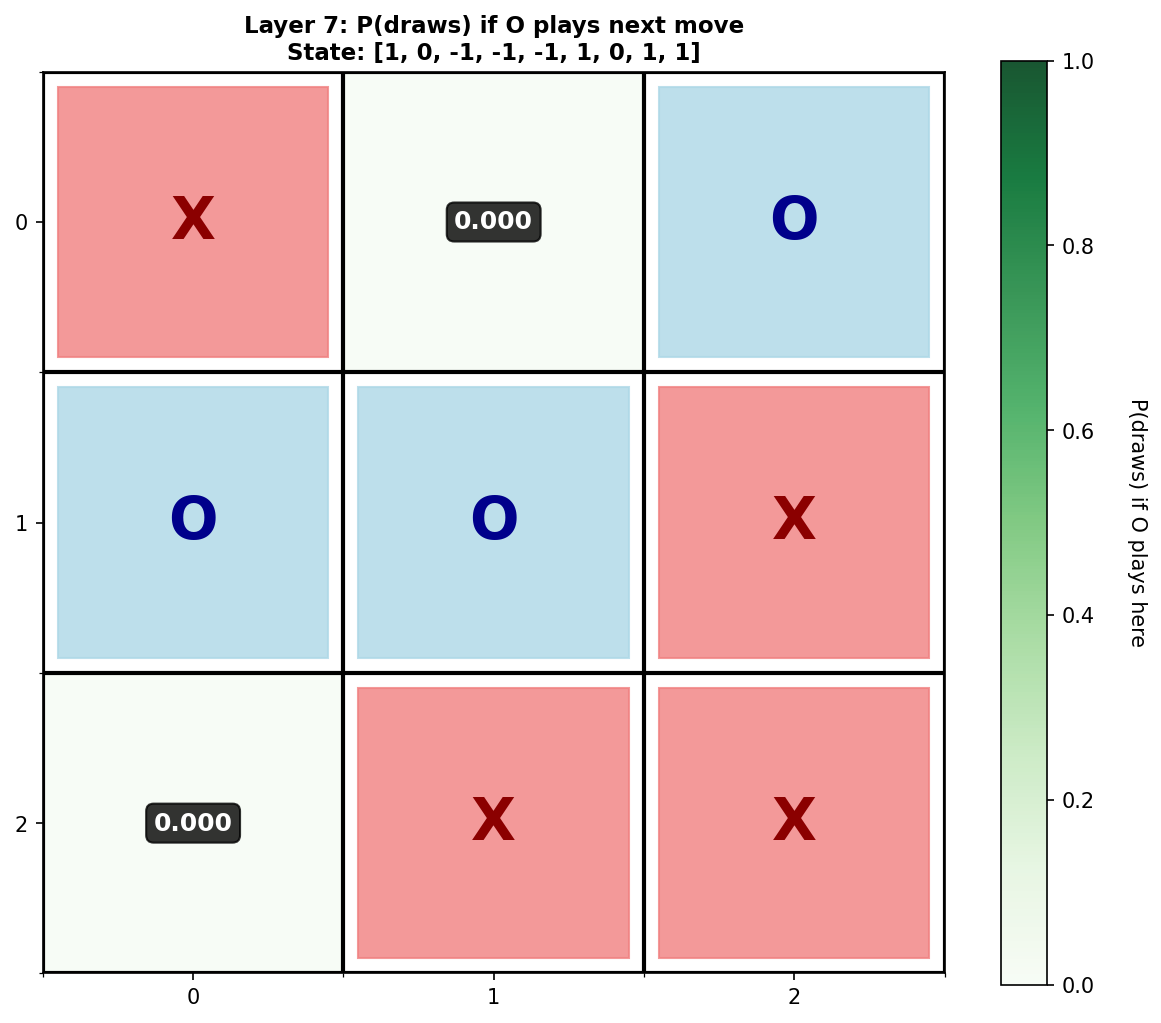 Layer 7: P(draws) if O plays next move
State: [1, 0, -1, -1, -1, 1, 0, 1, 1]
X
0.000
O
O
O
X
0.000
X
X
0
1
2
0
1
2
1.0
0.8
0.6
0.4
0.2
0.0
P(draws) if O plays here